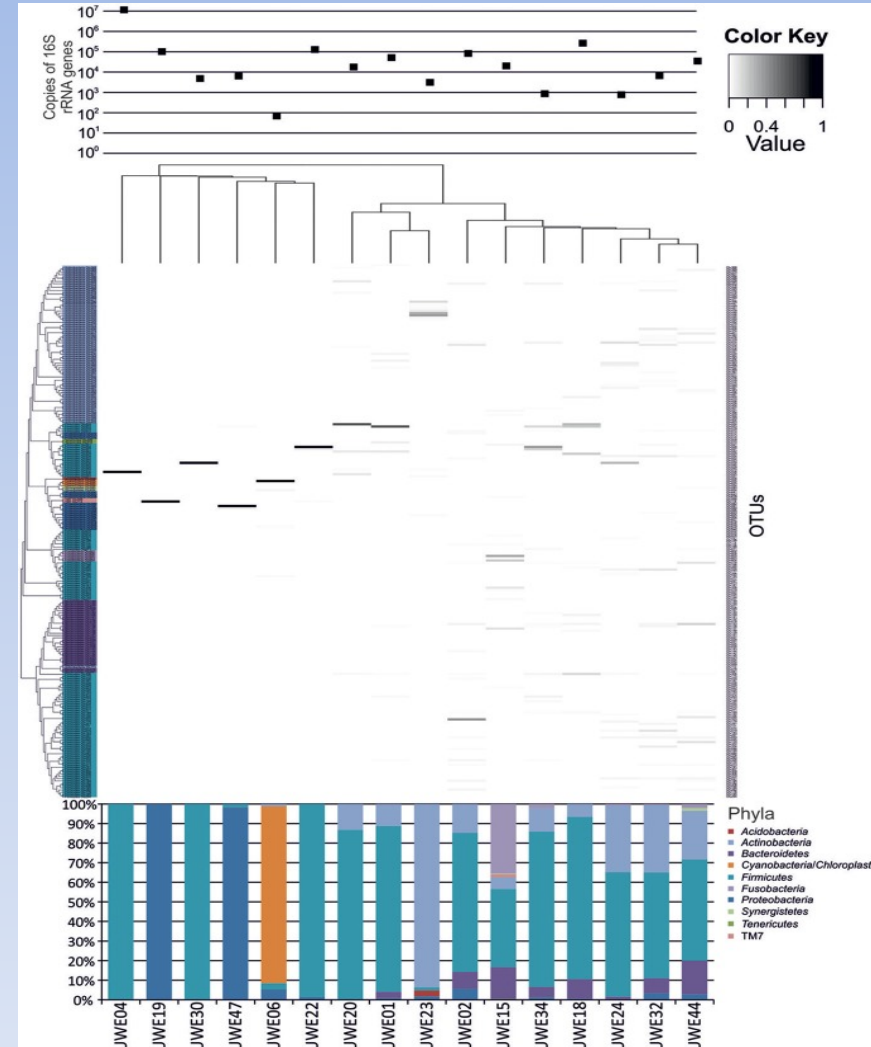 Copies of 16S
rRNA genes
10⁷
10⁶
10⁵
10⁴
10³
10²
10¹
10⁰
Color Key
0 0.4 1
Value
OTUs
100%
90%
80%
70%
60%
50%
40%
30%
20%
10%
0%
JWE04
JWE19
JWE30
JWE47
JWE06
JWE22
JWE20
JWE01
JWE23
JWE02
JWE15
JWE34
JWE18
JWE24
JWE32
JWE44
Phyla
Acidobacteria
Actinobacteria
Bacteroidetes
Cyanobacteria/Chloroplast
Firmicutes
Fusobacteria
Proteobacteria
Synergistetes
Tenericutes
TM7